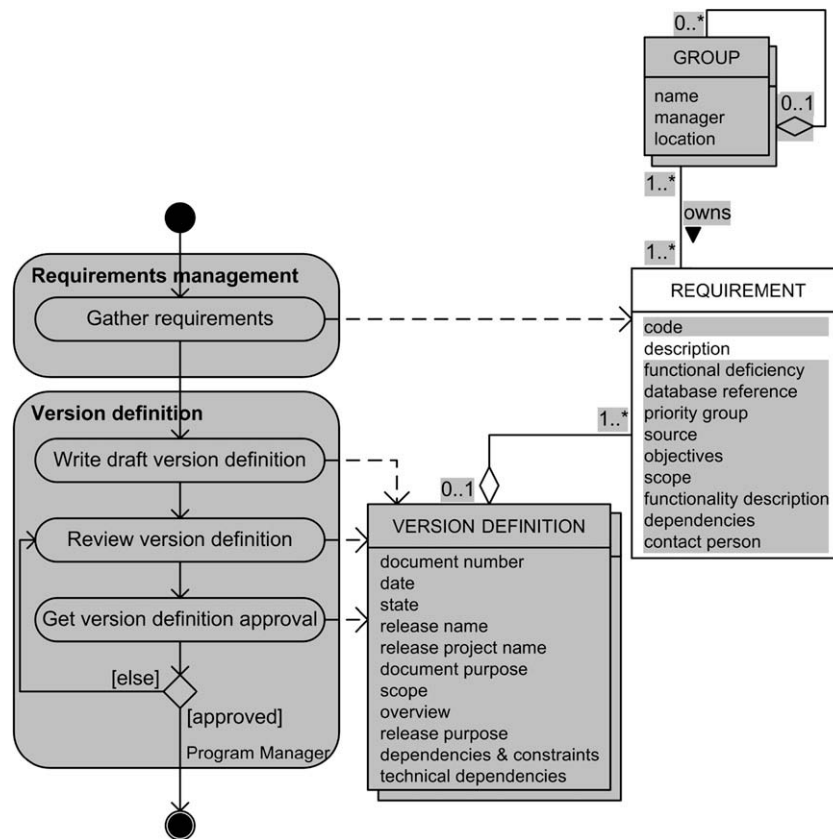 0..*
GROUP
name
manager
location
0..1
1..*
owns
1..*
Requirements management
Gather requirements
REQUIREMENT
code
description
functional deficiency
database reference
priority group
source
objectives
scope
functionality description
dependencies
contact person
1..*
0..1
Version definition
Write draft version definition
Review version definition
Get version definition approval
[else]
[approved]
Program Manager
VERSION DEFINITION
document number
date
state
release name
release project name
document purpose
scope
overview
release purpose
dependencies & constraints
technical dependencies